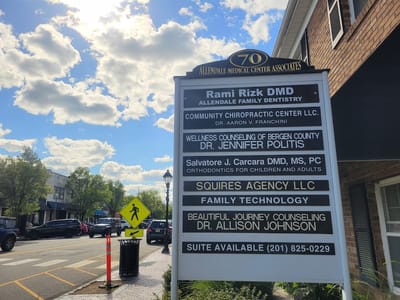 70
ALLENDALE MEDICAL CENTER ASSOCIATES
Rami Rizk DMD
ALLENDALE FAMILY DENTISTRY
COMMUNITY CHIROPRACTIC CENTER LLC.
DR. AARON V. FRANCHINI
WELLNESS COUNSELING OF BERGEN COUNTY
DR. JENNIFER POLITIS
Salvatore J. Carcara DMD, MS, PC
ORTHODONTICS FOR CHILDREN AND ADULTS
SQUIRES AGENCY LLC
FAMILY TECHNOLOGY
BEAUTIFUL JOURNEY COUNSELING
DR. ALLISON JOHNSON
SUITE AVAILABLE (201) 825-0229